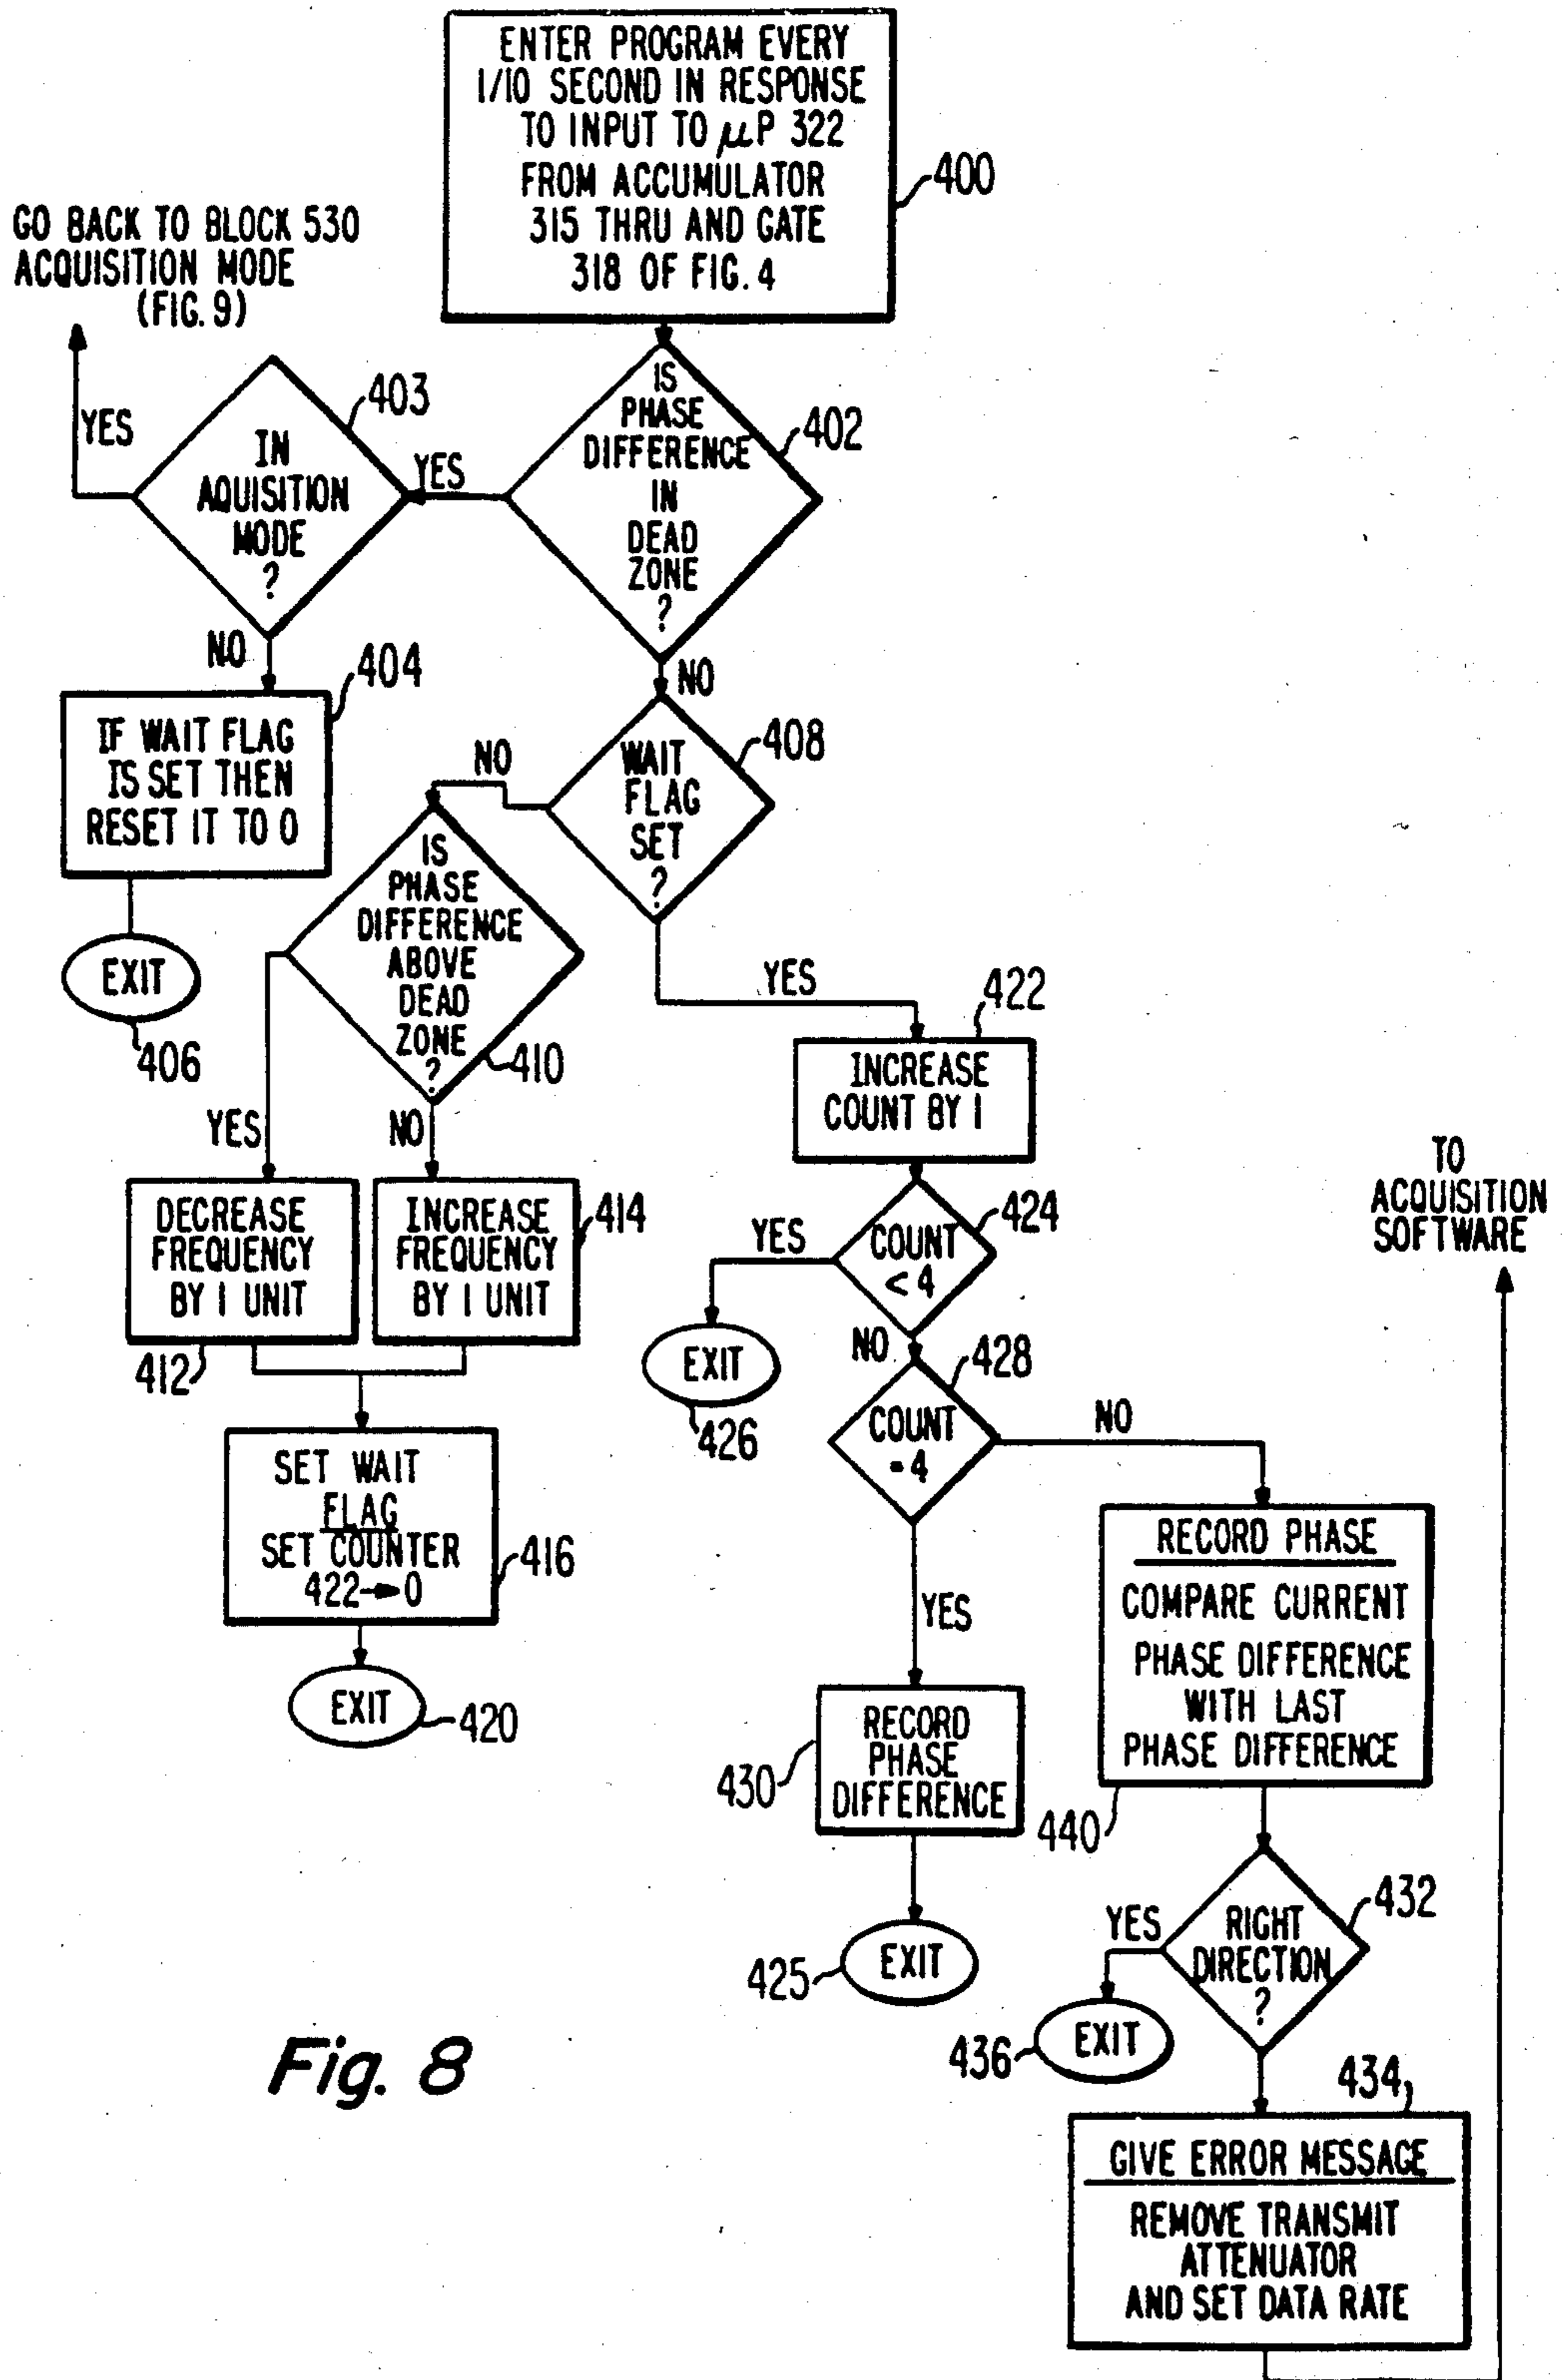 ENTER PROGRAM EVERY
1/10 SECOND IN RESPONSE
TO INPUT TO μP 322
FROM ACCUMULATOR
315 THRU AND GATE
318 OF FIG. 4
400
GO BACK TO BLOCK 530
ACQUISITION MODE
(FIG. 9)
YES
403
IN
AQUISITION
MODE
?
YES
IS
PHASE
DIFFERENCE
IN
DEAD
ZONE
?
402
NO
404
IF WAIT FLAG
IS SET THEN
RESET IT TO 0
EXIT
406
NO
NO
WAIT
FLAG
SET
?
408
IS
PHASE
DIFFERENCE
ABOVE
DEAD
ZONE
?
410
YES
422
INCREASE
COUNT BY 1
YES
NO
DECREASE
FREQUENCY
BY 1 UNIT
412
INCREASE
FREQUENCY
BY 1 UNIT
414
YES
COUNT
< 4
424
EXIT
426
NO
TO
ACQUISITION
SOFTWARE
SET WAIT
FLAG
SET COUNTER
422→0
416
EXIT
420
COUNT
=4
428
NO
YES
RECORD
PHASE
DIFFERENCE
430
EXIT
425
RECORD PHASE
COMPARE CURRENT
PHASE DIFFERENCE
WITH LAST
PHASE DIFFERENCE
440
YES
RIGHT
DIRECTION
?
432
EXIT
436
434
GIVE ERROR MESSAGE
REMOVE TRANSMIT
ATTENUATOR
AND SET DATA RATE
Fig. 8